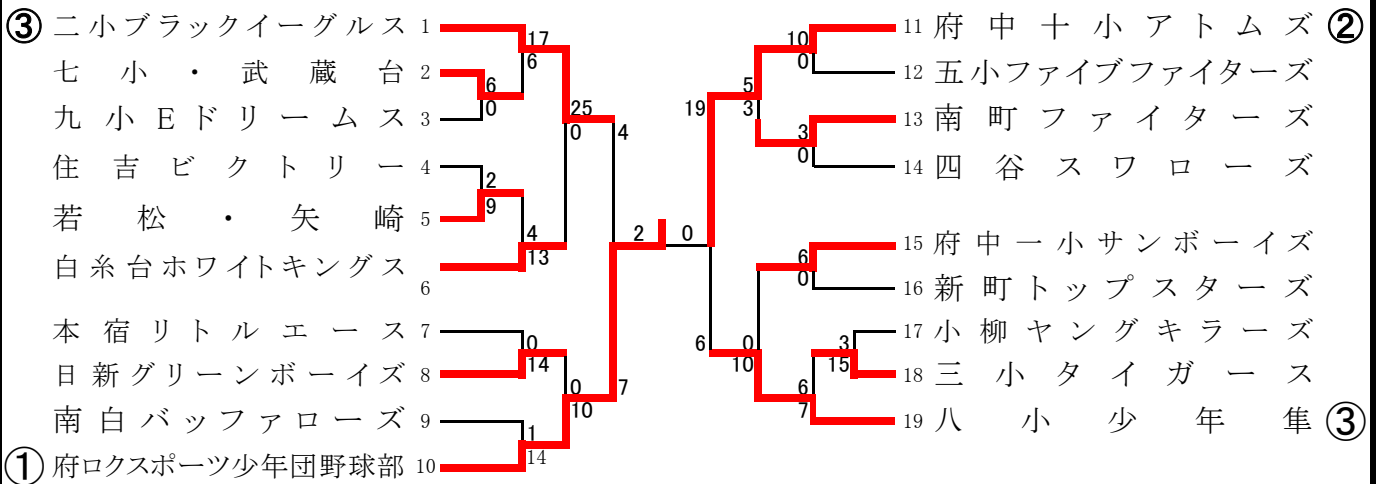 ③ 二小ブラックイーグルス 1
七小・武蔵台 2
九小Eドリームス 3
住吉ビクトリー 4
若松・矢崎 5
白糸台ホワイトキングス 6
本宿リトルエース 7
日新グリーンボーイズ 8
南白バッファローズ 9
① 府ロクスポーツ少年団野球部 10
17
6
6
0
25
0
2
9
4
13
4
0
14
0
10
7
1
14
2 0
19
6
10
0
5
3
3
0
6
0
0
10
3
15
6
7
11 府中十小アトムズ ②
12 五小ファイブファイターズ
13 南町ファイターズ
14 四谷スワローズ
15 府中一小サンボーイズ
16 新町トップスターズ
17 小柳ヤングキラーズ
18 三小タイガース
19 八小少年隼 ③